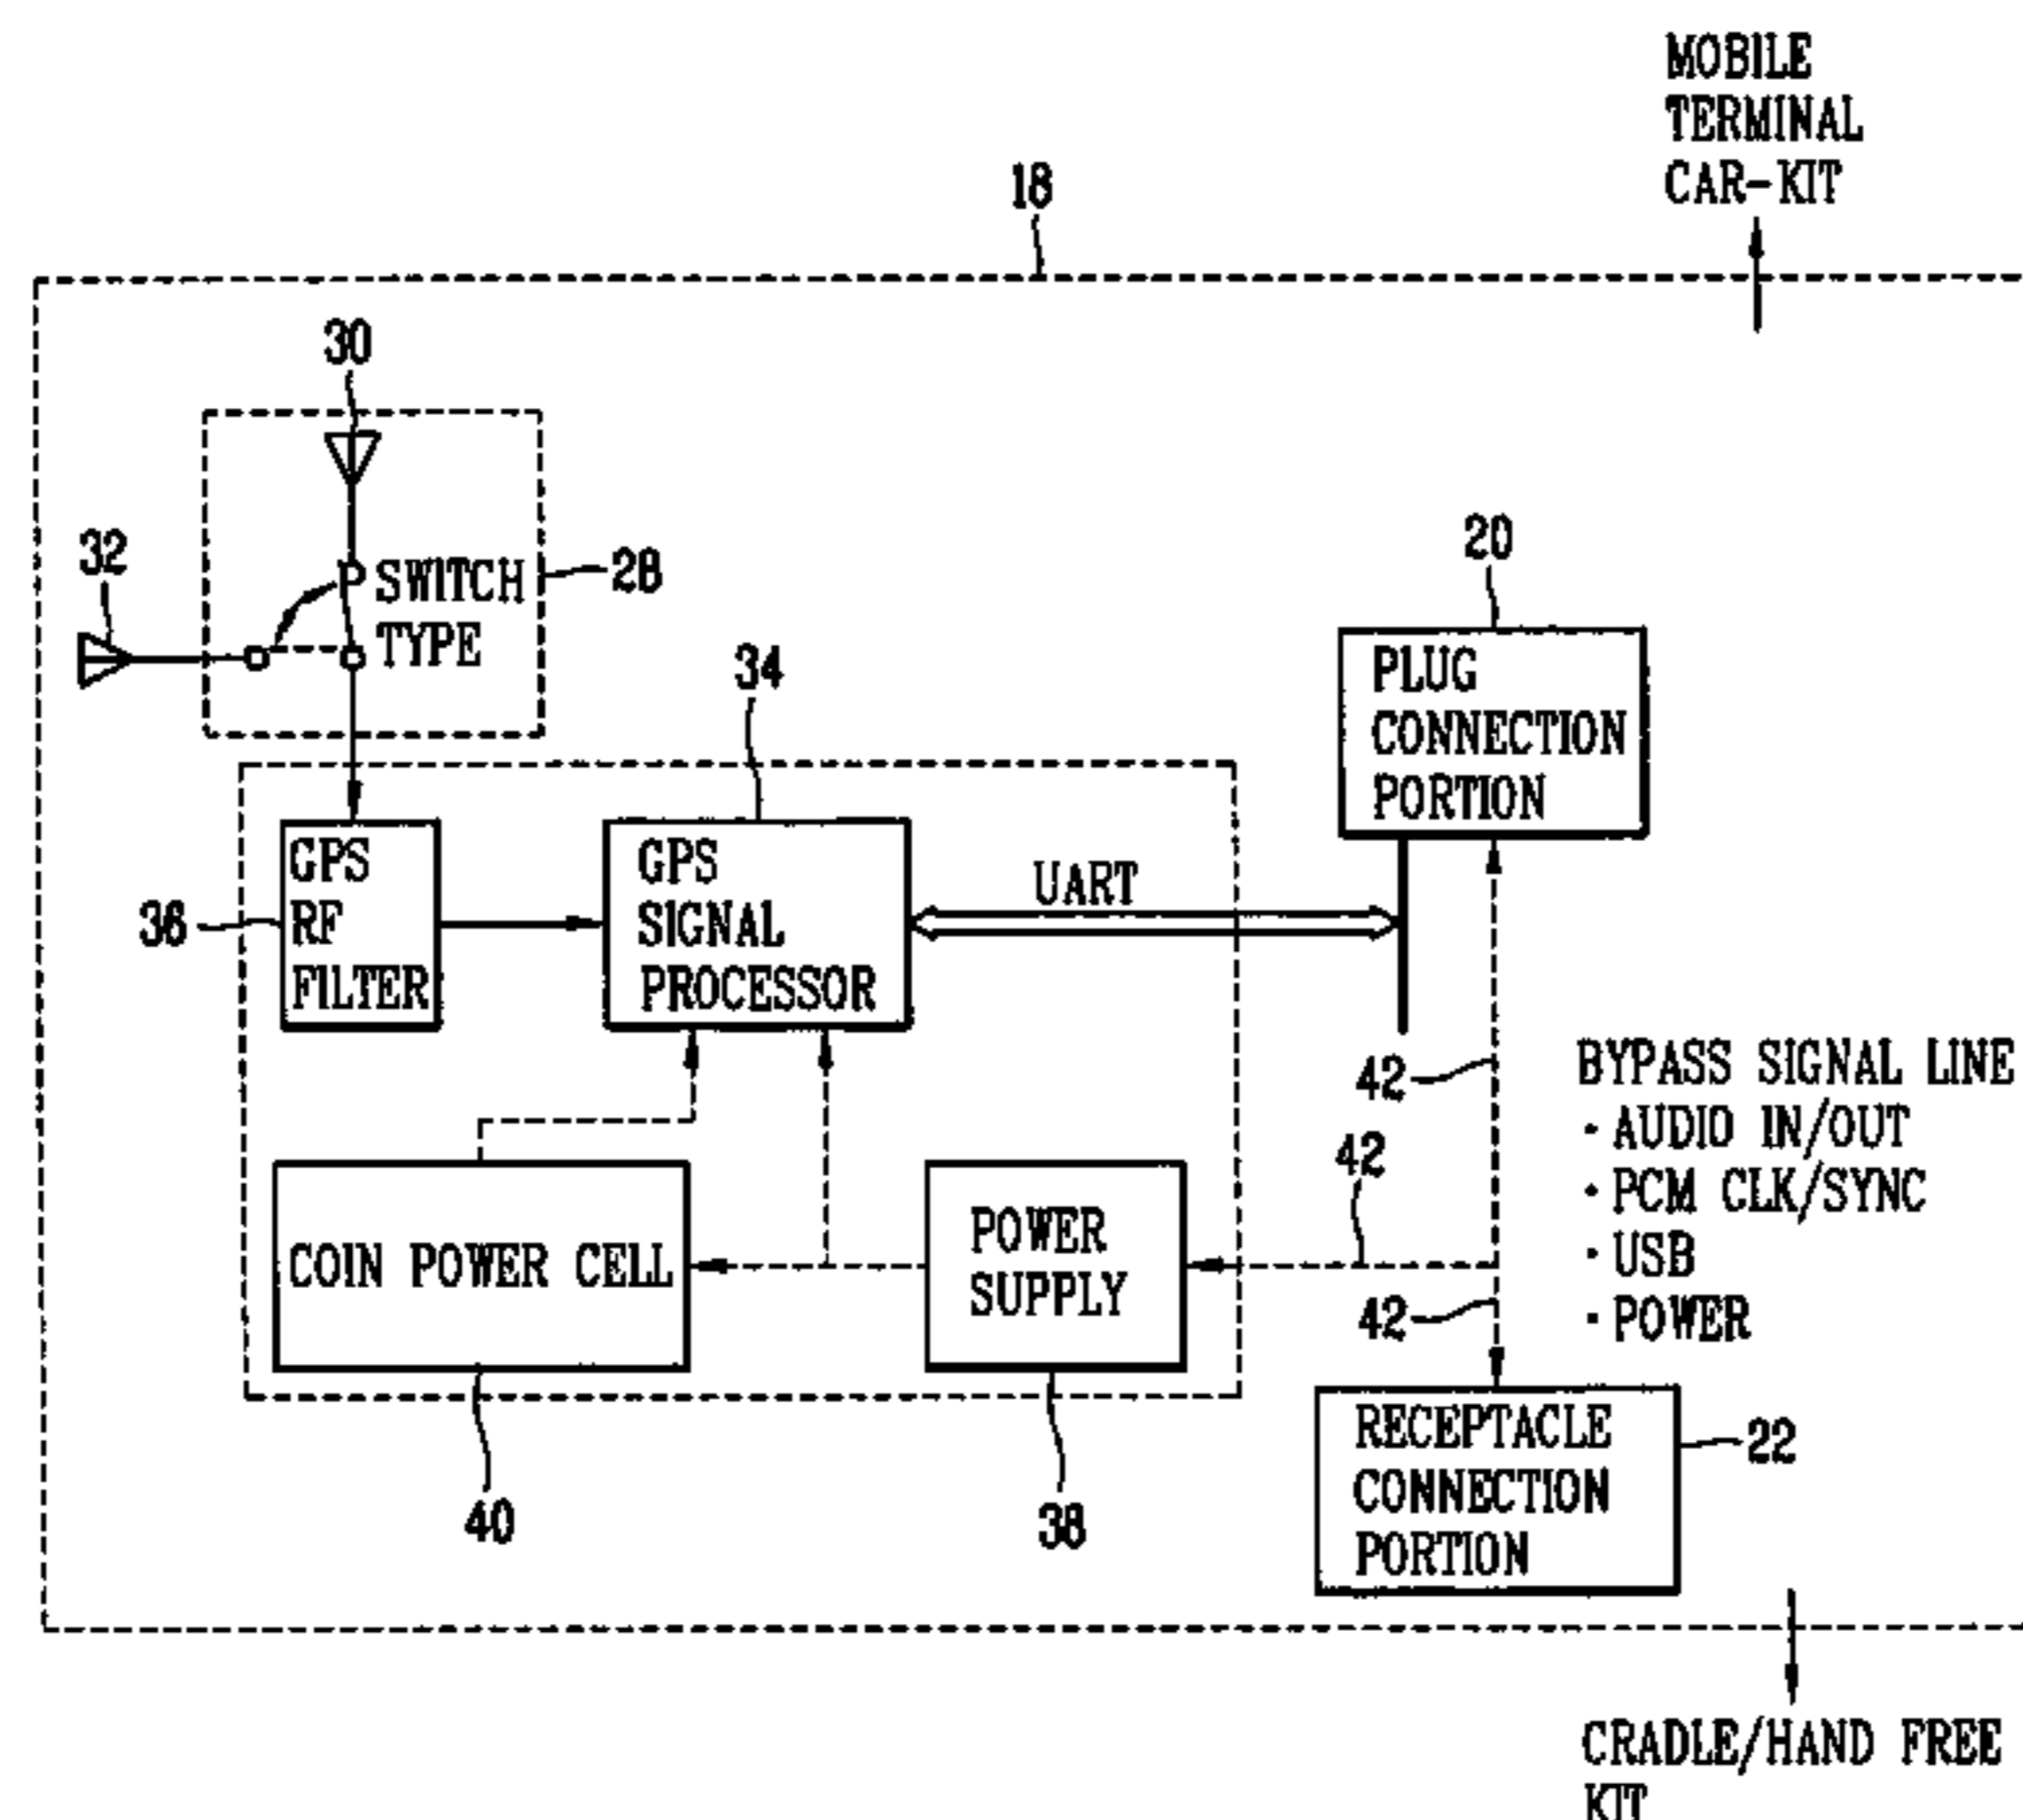 MOBILE
TERMINAL
CAR-KIT
18
30
32
SWITCH
TYPE
28
20
PLUG
CONNECTION
PORTION
34
36
GPS
RF
FILTER
GPS
SIGNAL
PROCESSOR
UART
42
BYPASS SIGNAL LINE
· AUDIO IN/OUT
· PCM CLK/SYNC
· USB
· POWER
42
42
COIN POWER CELL
POWER
SUPPLY
RECEPTACLE
CONNECTION
PORTION
22
40
38
CRADLE/HAND FREE
KIT